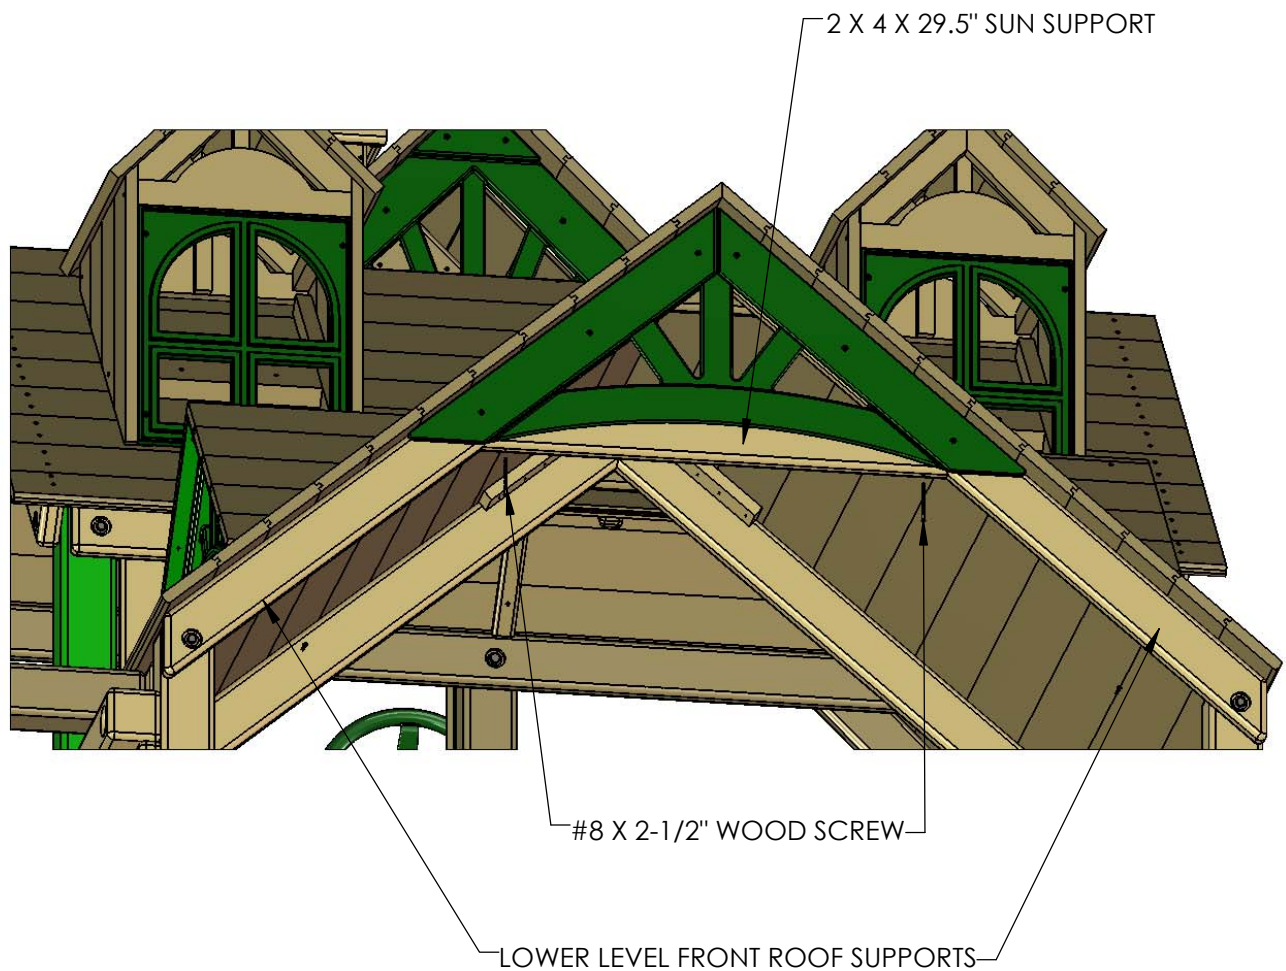 2 X 4 X 29.5" SUN SUPPORT
#8 X 2-1/2" WOOD SCREW
LOWER LEVEL FRONT ROOF SUPPORTS